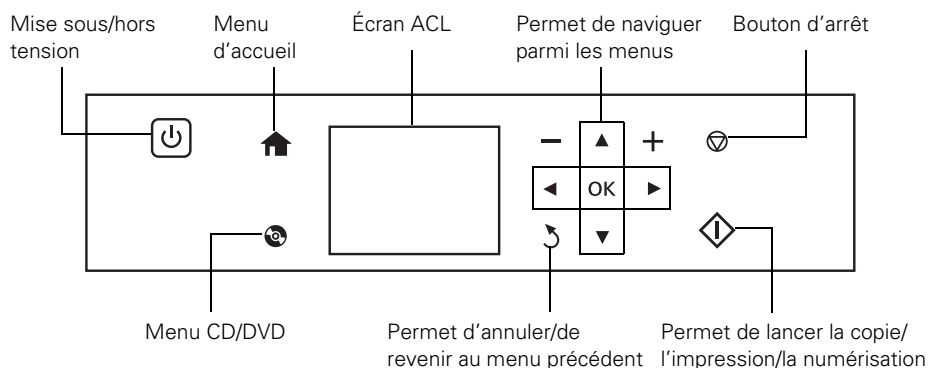 Mise sous/hors
tension
Menu
d'accueil
Écran ACL
Permet de naviguer
parmi les menus
Bouton d'arrêt
OK
Menu CD/DVD
Permet d'annuler/de
revenir au menu précédent
Permet de lancer la copie/
l'impression/la numérisation